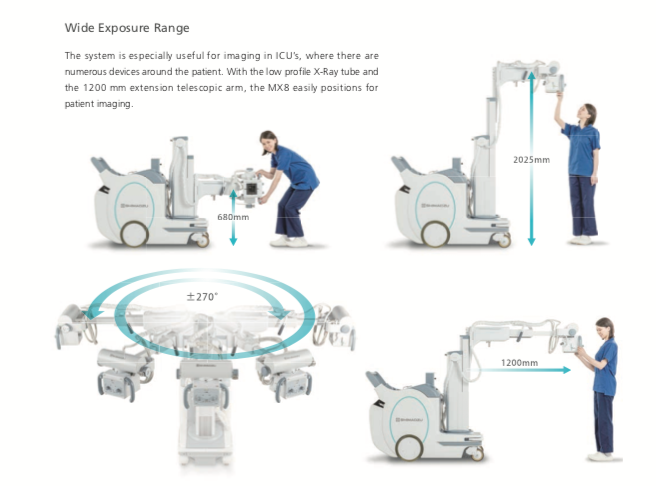 Wide Exposure Range
The system is especially useful for imaging in ICU's, where there are
numerous devices around the patient. With the low profile X-Ray tube and
the 1200 mm extension telescopic arm, the MX8 easily positions for
patient imaging.
2025mm
680mm
±270°
1200mm